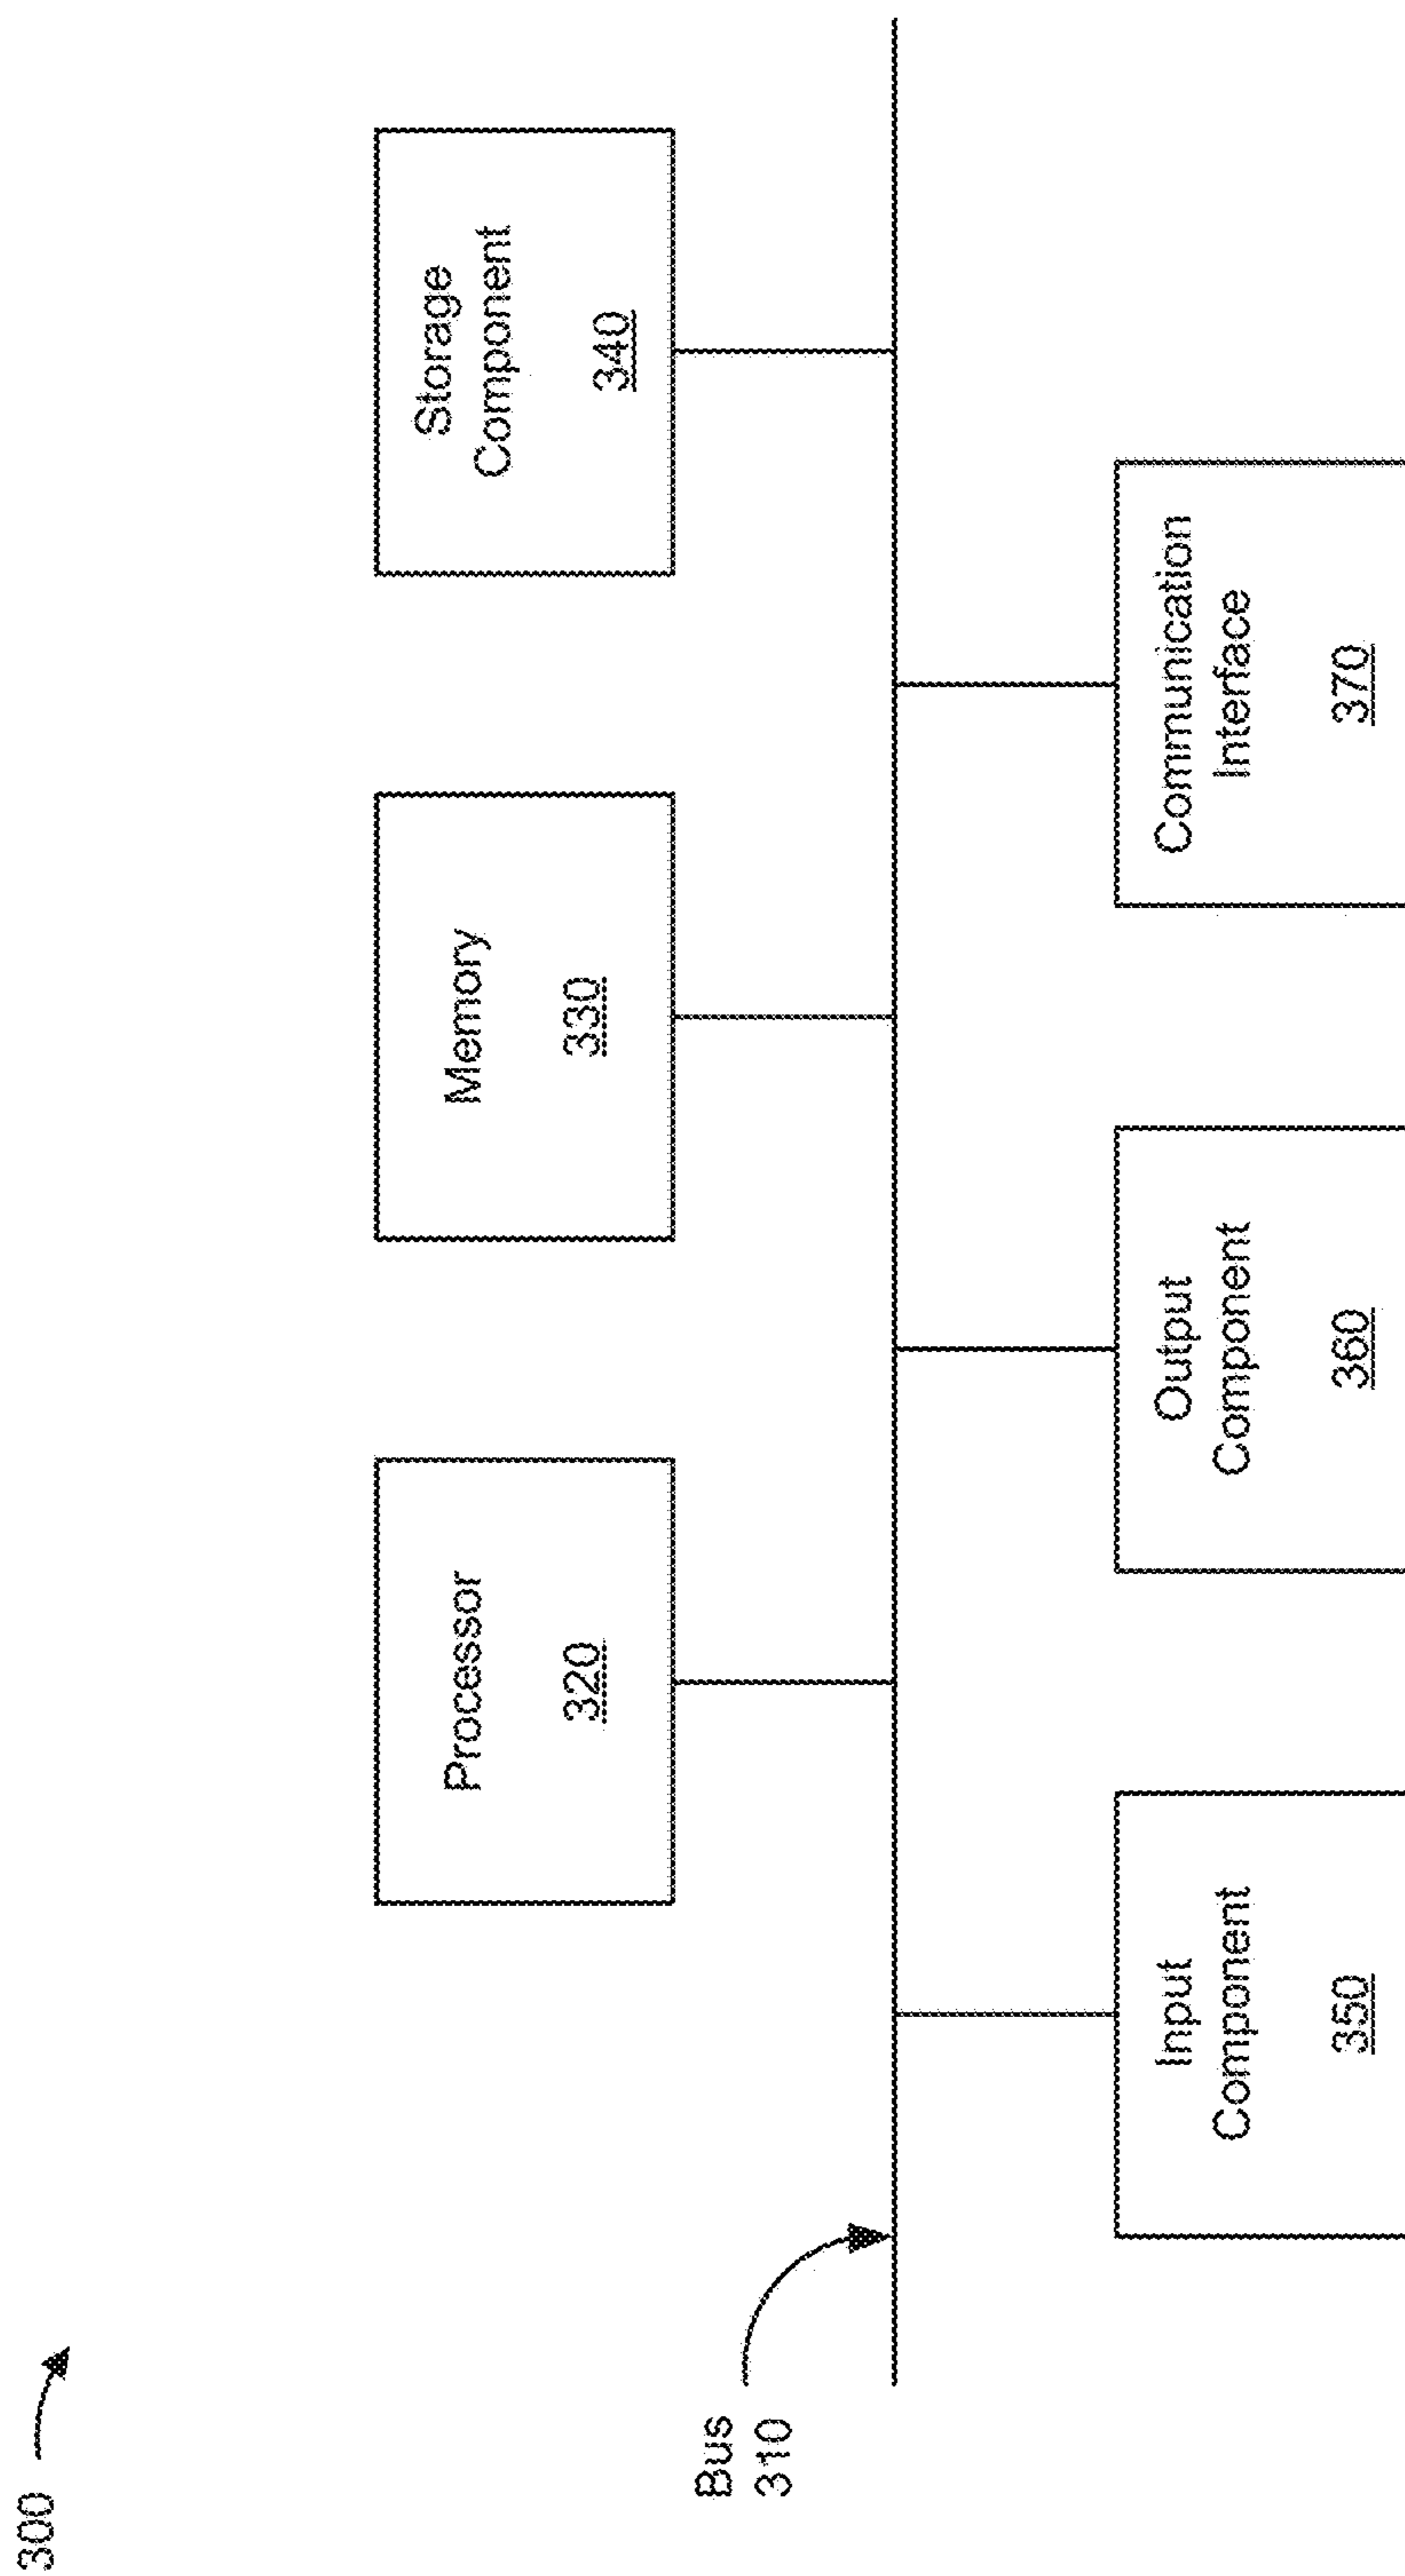 300
Processor
320
Memory
330
Storage
Component
340
Bus
310
Input
Component
350
Output
Component
360
Communication
Interface
370